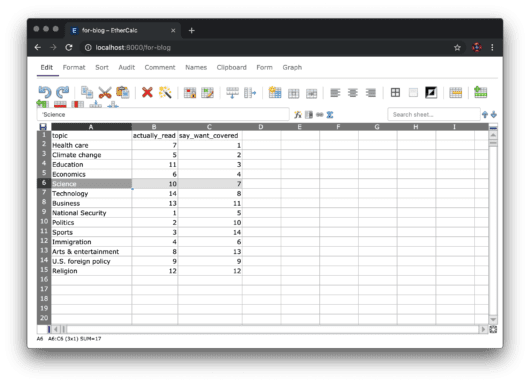 for-blog – EtherCalc
localhost:8000/for-blog
Edit Format Sort Audit Comment Names Clipboard Form Graph
'Science
Search sheet...
A B C D E F G H I
1 topic actually_read say_want_covered
2 Health care 7 1
3 Climate change 5 2
4 Education 11 3
5 Economics 6 4
6 Science 10 7
7 Technology 14 8
8 Business 13 11
9 National Security 1 5
10 Politics 2 10
11 Sports 3 14
12 Immigration 4 6
13 Arts & entertainment 8 13
14 U.S. foreign policy 9 9
15 Religion 12 12
16
17
18
19
20
A6 A6:C6 (3x1) SUM=17